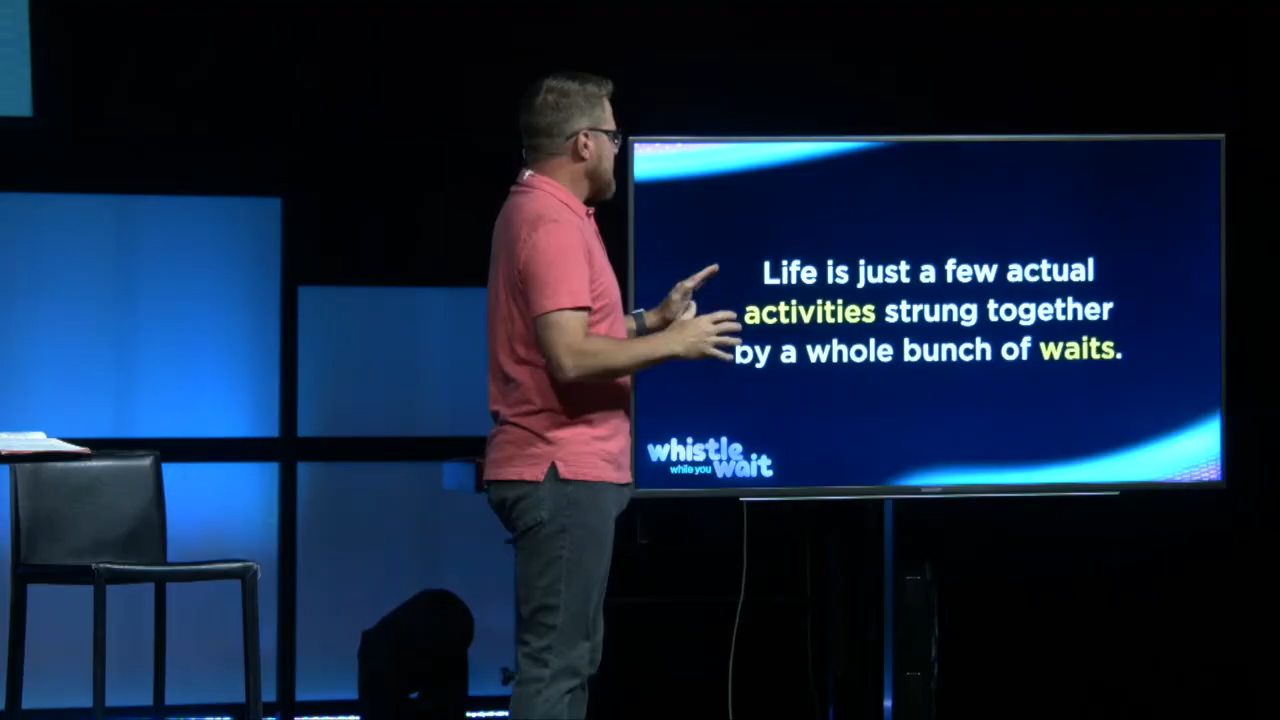 Life is just a few actual
activities strung together
by a whole bunch of waits.
whistle
while you wait